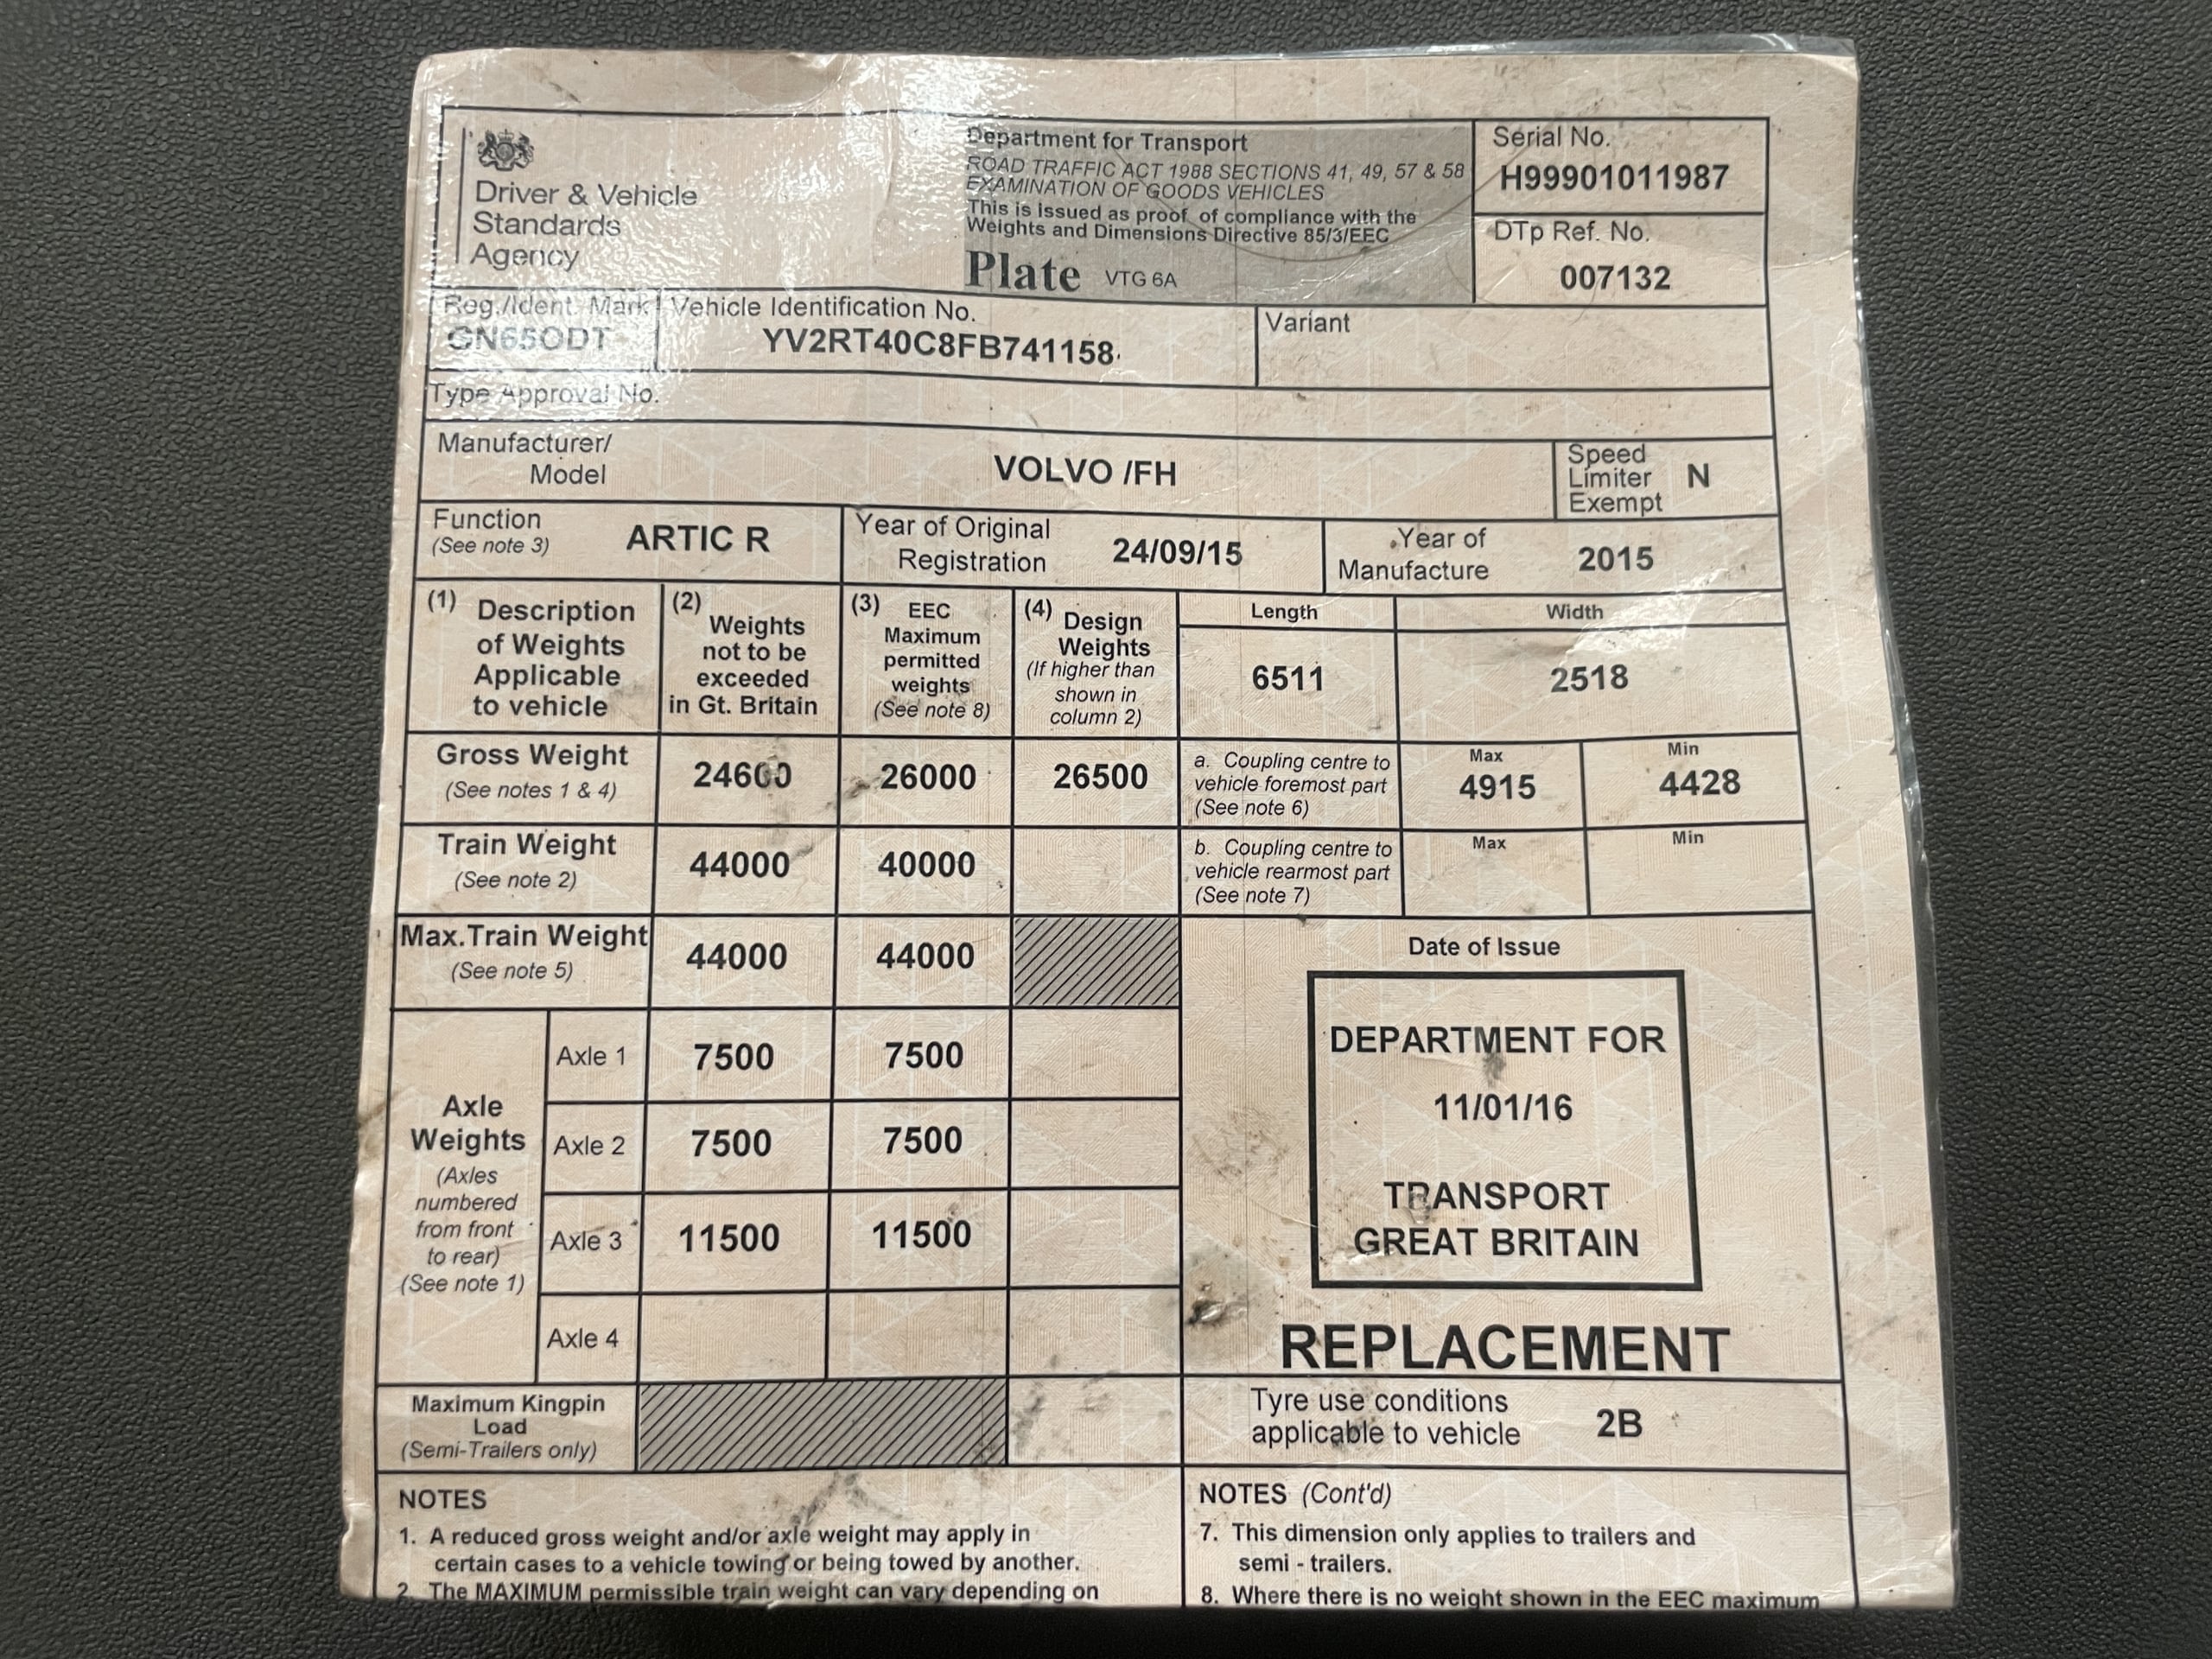 Driver & Vehicle
Standards
Agency
Department for Transport
ROAD TRAFFIC ACT 1988 SECTIONS 41, 49, 57 & 58
EXAMINATION OF GOODS VEHICLES
This is Issued as proof of compliance with the
Weights and Dimensions Directive 85/3/EEC
Plate VTG 6A
Serial No.
H99901011987
DTp Ref. No.
007132
Reg./Ident. Mark
GN65ODT
Vehicle Identification No.
YV2RT40C8FB741158
Variant
Type Approval No.
Manufacturer/
Model
VOLVO /FH
Speed
Limiter
Exempt
N
Function
(See note 3)
ARTIC R
Year of Original
Registration
24/09/15
Year of
Manufacture
2015
(1) Description
of Weights
Applicable
to vehicle
(2) Weights
not to be
exceeded
in Gt. Britain
(3) EEC
Maximum
permitted
weights
(See note 8)
(4) Design
Weights
(If higher than
shown in
column 2)
Length
6511
Width
2518
Gross Weight
(See notes 1 & 4)
24600
26000
26500
a. Coupling centre to
vehicle foremost part
(See note 6)
Max
4915
Min
4428
Train Weight
(See note 2)
44000
40000
b. Coupling centre to
vehicle rearmost part
(See note 7)
Max
Min
Max.Train Weight
(See note 5)
44000
44000
Date of Issue
DEPARTMENT FOR
11/01/16
TRANSPORT
GREAT BRITAIN
REPLACEMENT
Axle
Weights
(Axles
numbered
from front
to rear)
(See note 1)
Axle 1
7500
7500
Axle 2
7500
7500
Axle 3
11500
11500
Axle 4
Maximum Kingpin
Load
(Semi-Trailers only)
Tyre use conditions
applicable to vehicle
2B
NOTES
1. A reduced gross weight and/or axle weight may apply in
certain cases to a vehicle towing or being towed by another.
2. The MAXIMUM permissible train weight can vary depending on
NOTES (Cont'd)
7. This dimension only applies to trailers and
semi - trailers.
8. Where there is no weight shown in the EEC maximum